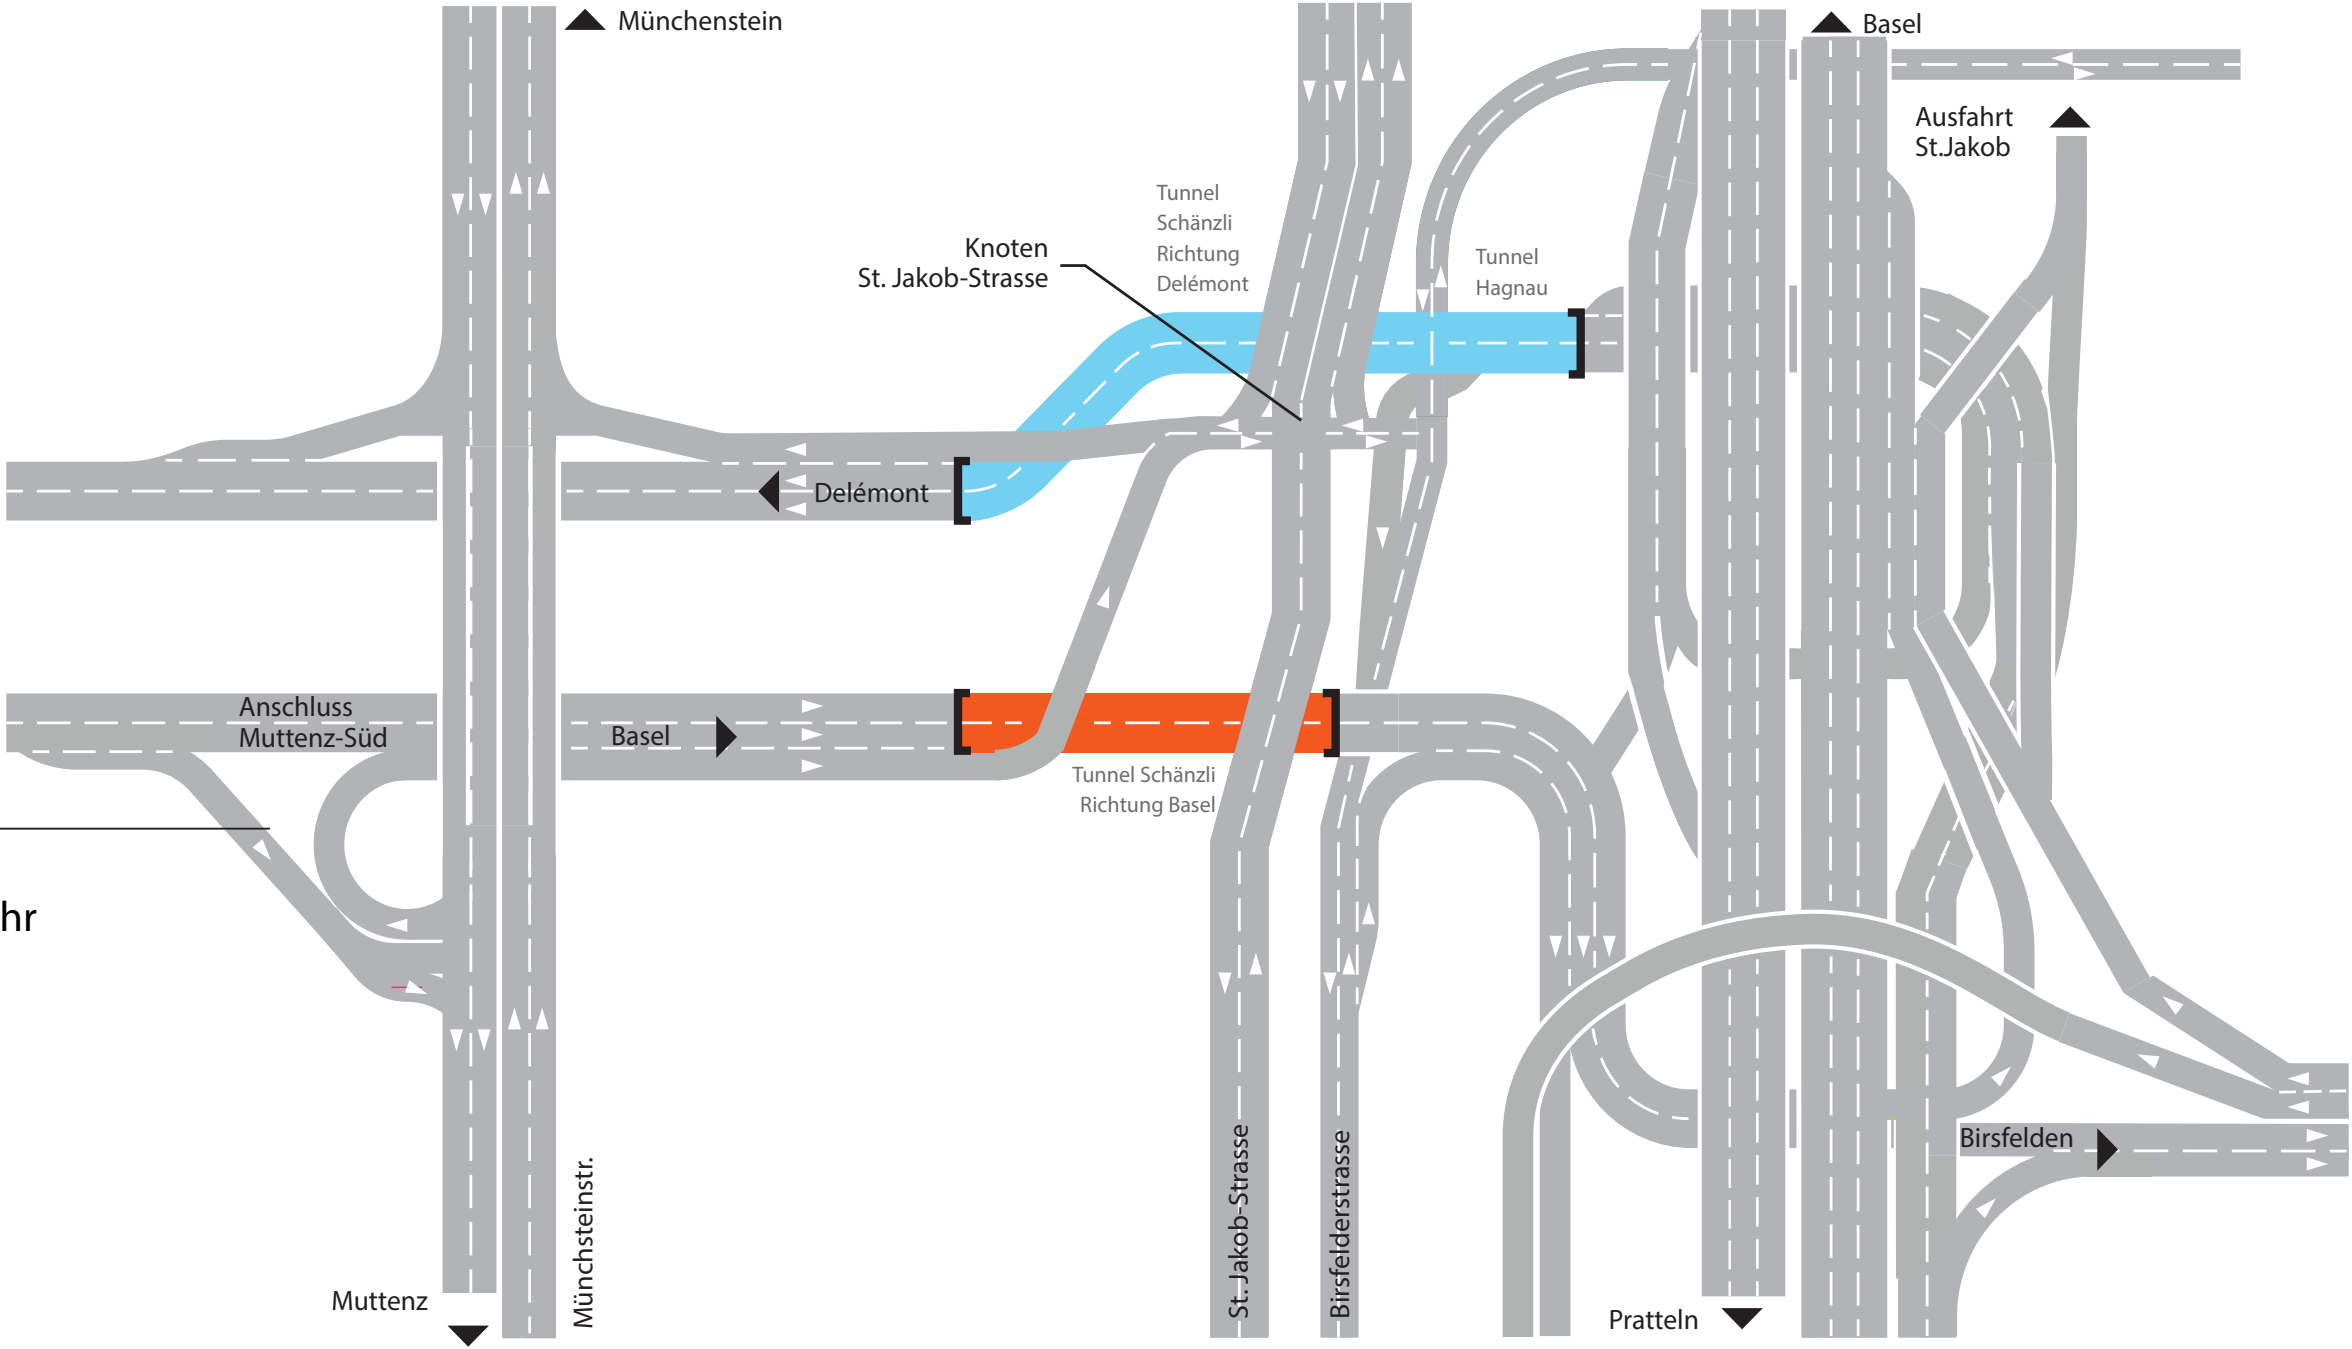 Münchenstein
Basel
Ausfahrt
St.Jakob
Tunnel
Schänzli
Richtung
Delémont
Knoten
St. Jakob-Strasse
Tunnel
Hagnau
Delémont
Anschluss
Muttenz-Süd
Basel
Tunnel Schänzli
Richtung Basel
hr
Birsfelden
St. Jakob-Strasse
Birsfelderstrasse
Münchsteinstr.
Muttenz
Pratteln